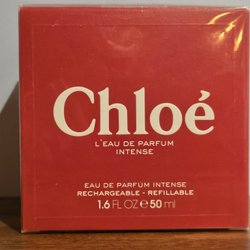 Chloé
L'EAU DE PARFUM
INTENSE
EAU DE PARFUM INTENSE
RECHARGEABLE - REFILLABLE
1.6 FL OZ ℮ 50 ml